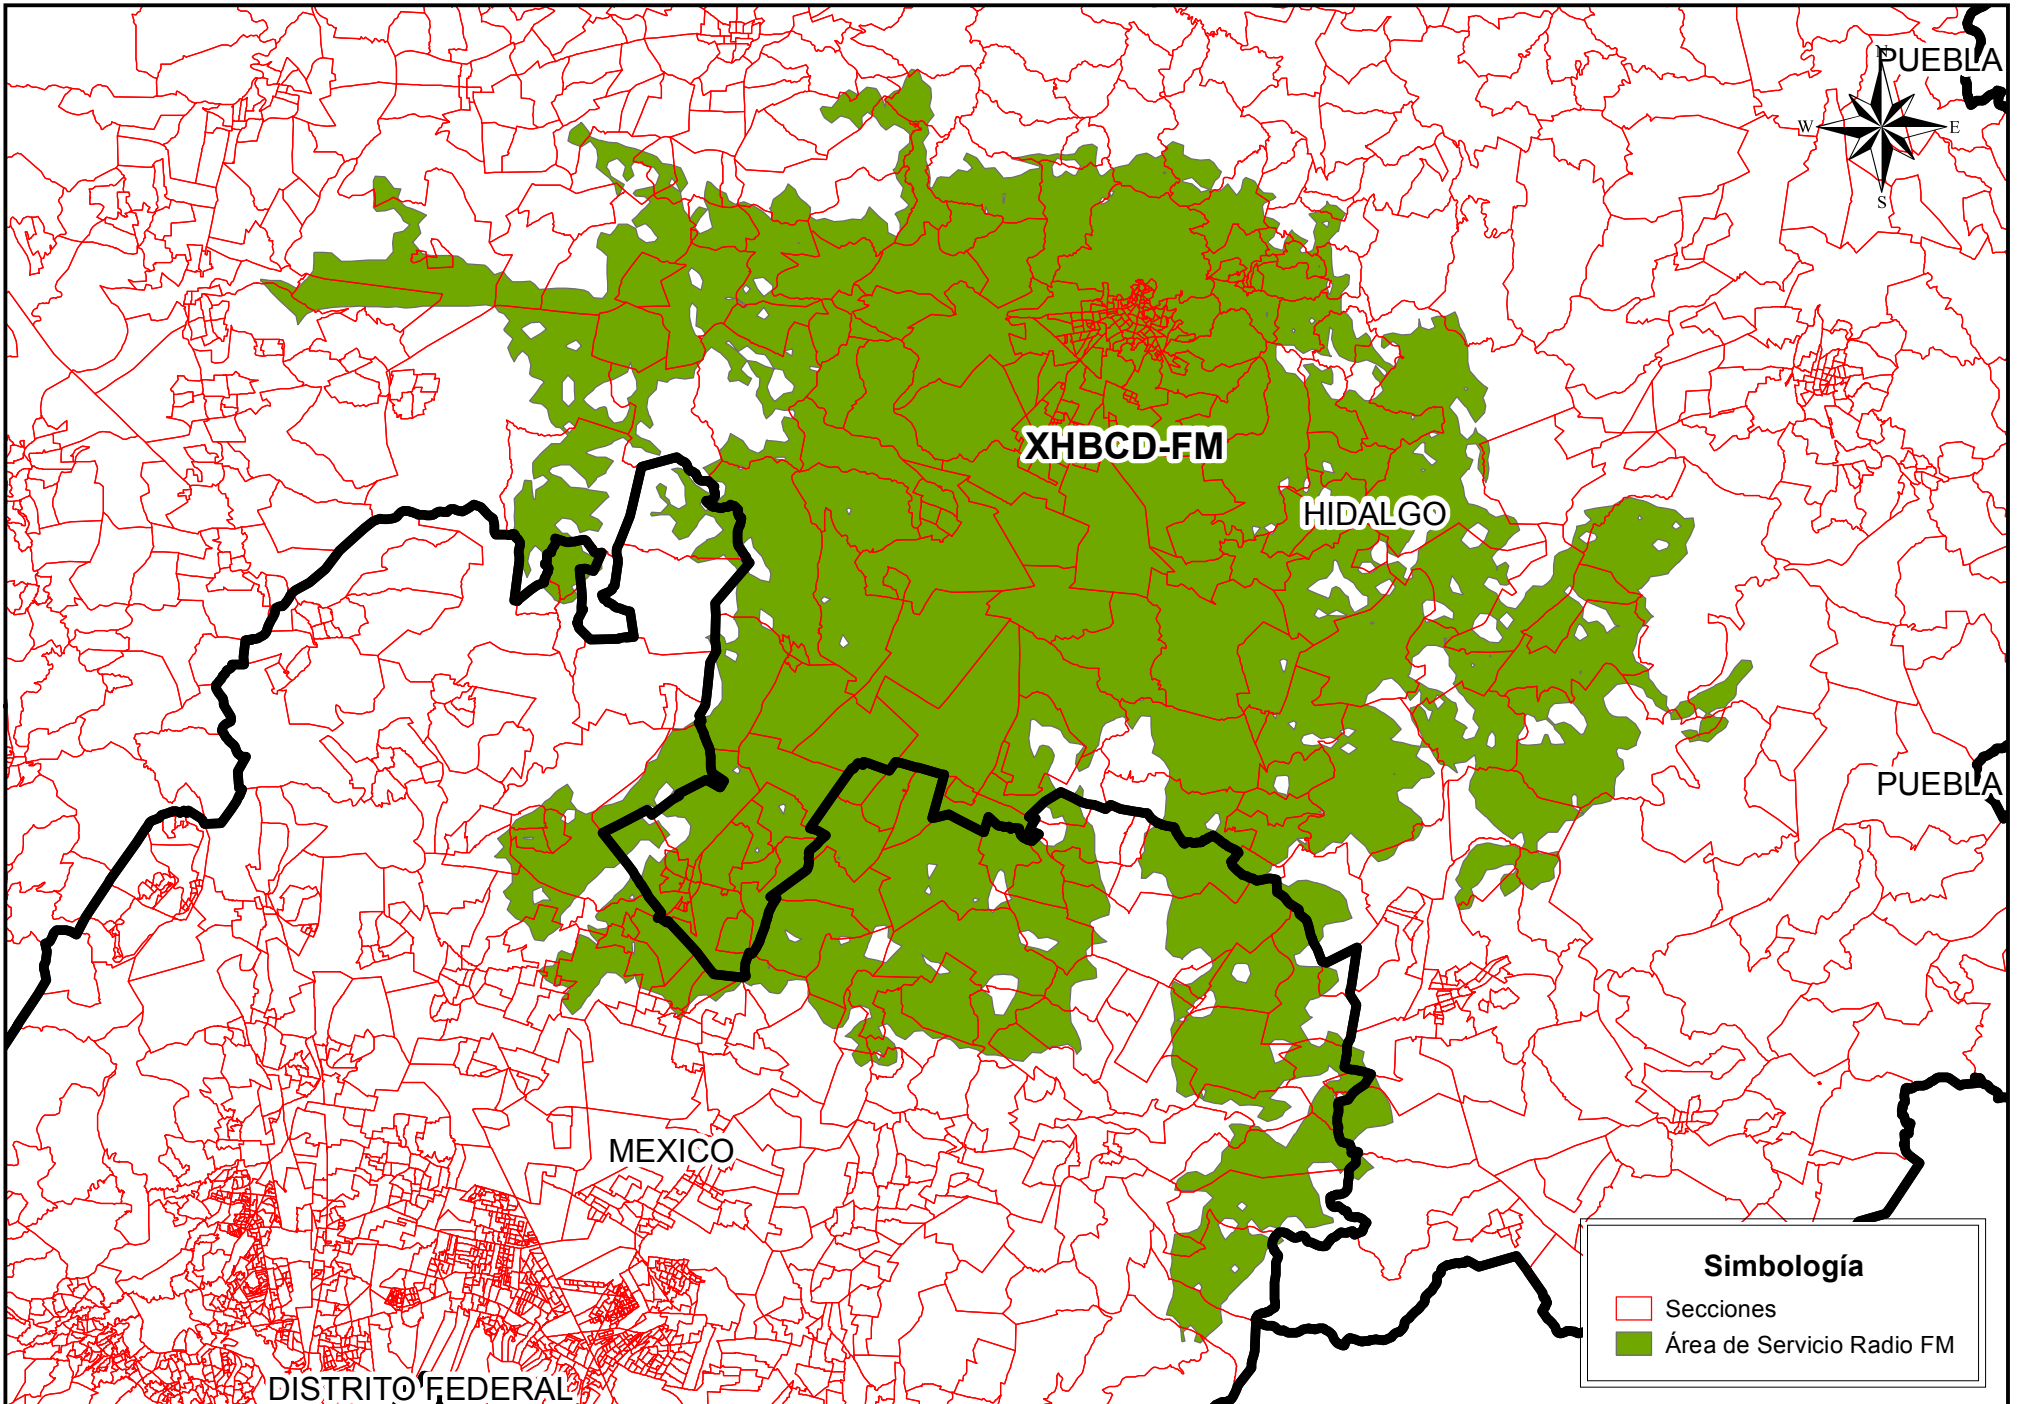 PUEBLA
N
W
E
S
XHBCD-FM
HIDALGO
PUEBLA
MEXICO
DISTRITO FEDERAL
Simbología
Secciones
Área de Servicio Radio FM